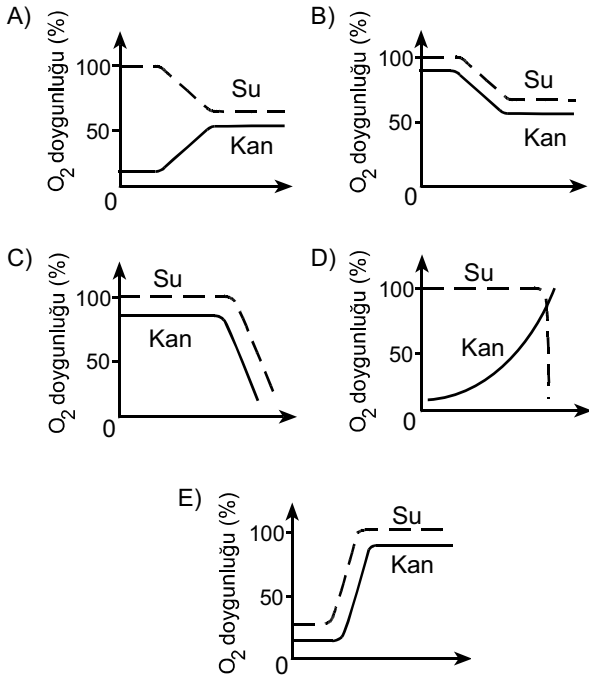 A)
O2 doygunluğu (%)
100
50
0
Su
Kan
B)
O2 doygunluğu (%)
100
50
0
Su
Kan
C)
O2 doygunluğu (%)
100
50
0
Su
Kan
D)
O2 doygunluğu (%)
100
50
0
Su
Kan
E)
O2 doygunluğu (%)
100
50
0
Su
Kan